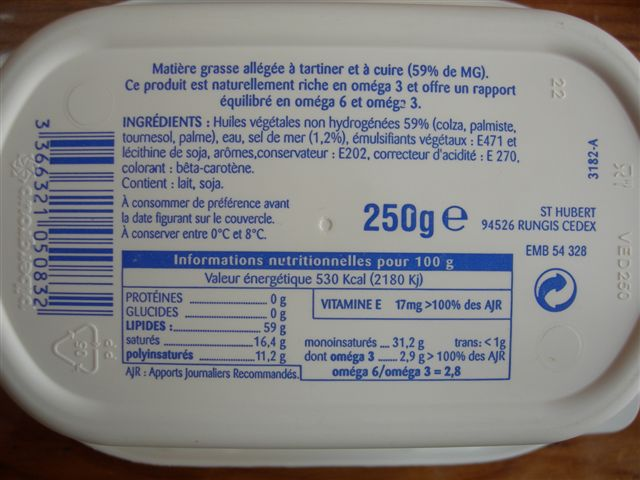 Matière grasse allégée à tartiner et à cuire (59% de MG).
Ce produit est naturellement riche en oméga 3 et offre un rapport
équilibré en oméga 6 et oméga 3.
INGRÉDIENTS : Huiles végétales non hydrogénées 59% (colza, palmiste,
tournesol, palme), eau, sel de mer (1,2%), émulsifiants végétaux : E471 et
lécithine de soja, arômes,conservateur : E202, correcteur d'acidité : E 270,
colorant : bêta-carotène.
Contient : lait, soja.
À consommer de préférence avant
la date figurant sur le couvercle.
À conserver entre 0°C et 8°C.
250g e
ST HUBERT
94526 RUNGIS CEDEX
EMB 54 328
3182-A
22
VED250
3 366321 050832
Informations nutritionnelles pour 100 g
Valeur énergétique 530 Kcal (2180 Kj)
PROTÉINES ........ 0 g
GLUCIDES ........ 0 g
LIPIDES : ........ 59 g
saturés ........ 16,4 g
polyinsaturés ........ 11,2 g
VITAMINE E 17mg >100% des AJR
monoinsaturés .... 31,2 g trans: < 1g
dont oméga 3 ...... 2,9 g > 100% des AJR
oméga 6/oméga 3 = 2,8
AJR : Apports Journaliers Recommandés.
05
PP